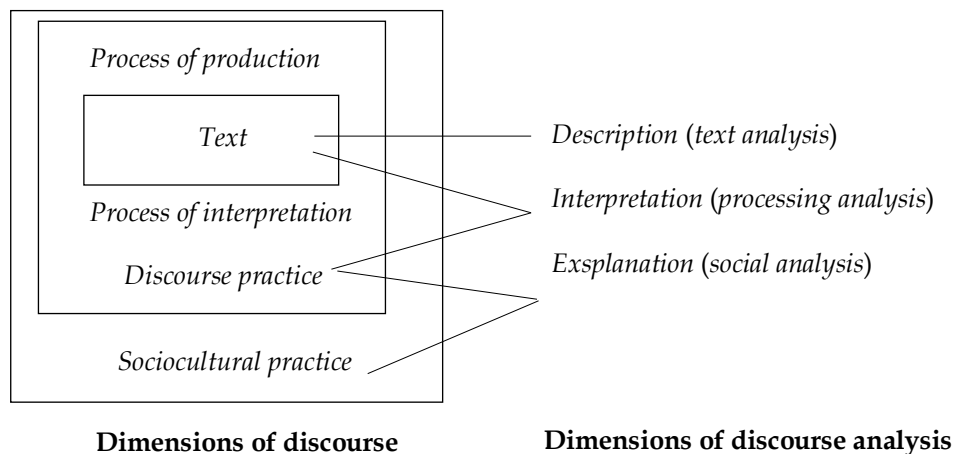 Process of production
Text
Process of interpretation
Discourse practice
Sociocultural practice
Description (text analysis)
Interpretation (processing analysis)
Exsplanation (social analysis)
Dimensions of discourse
Dimensions of discourse analysis